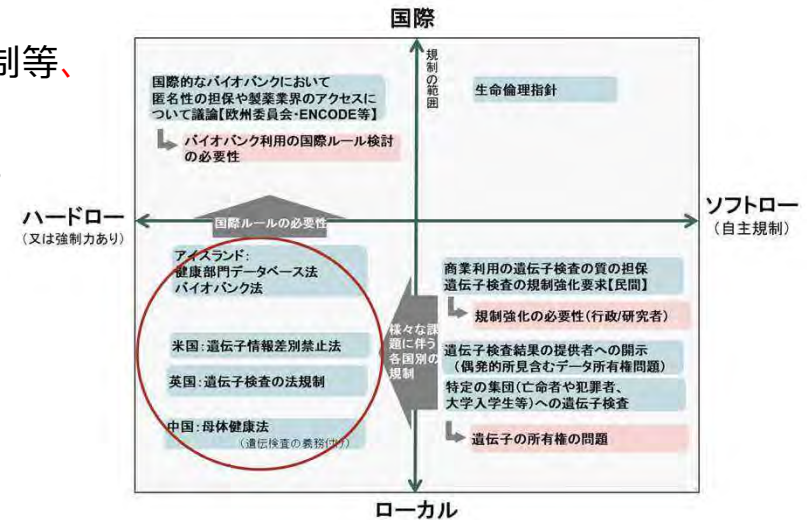 国際
制等、
規制の範囲
国際的なバイオバンクにおいて
匿名性の担保や製薬業界のアクセスに
ついて議論【欧州委員会・ENCODE等】
バイオバンク利用の国際ルール検討
の必要性
生命倫理指針
ハードロー
(又は強制力あり)
国際ルールの必要性
ソフトロー
(自主規制)
アイスランド:
健康部門データベース法
バイオバンク法
米国:遺伝子情報差別禁止法
英国:遺伝子検査の法規制
中国:母体健康法
(遺伝検査の義務付け)
様々な課
題に伴う
各国別の
規制
商業利用の遺伝子検査の質の担保
遺伝子検査の規制強化要求【民間】
規制強化の必要性(行政/研究者)
遺伝子検査結果の提供者への開示
(偶発的所見含むデータ所有権問題)
特定の集団(亡命者や犯罪者、
大学入学生等)への遺伝子検査
遺伝子の所有権の問題
ローカル